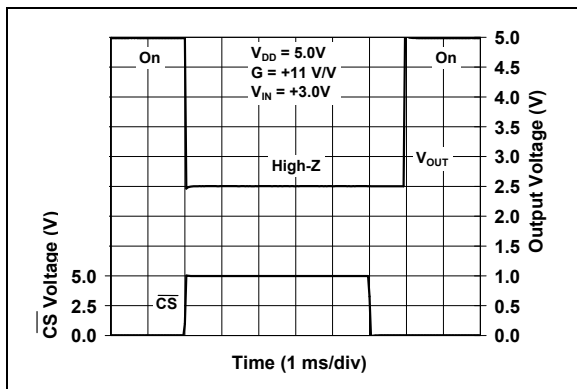 On
V_DD = 5.0V
G = +11 V/V
V_IN = +3.0V
On
High-Z
V_OUT
C̅S̅
C̅S̅ Voltage (V)
5.0
2.5
0.0
Output Voltage (V)
5.0
4.5
4.0
3.5
3.0
2.5
2.0
1.5
1.0
0.5
0.0
Time (1 ms/div)